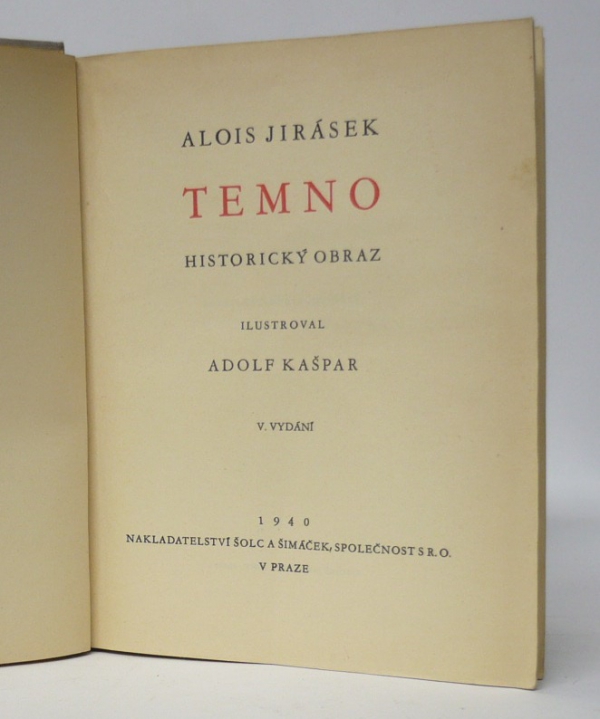 ALOIS JIRÁSEK
TEMNO
HISTORICKÝ OBRAZ
ILUSTROVAL
ADOLF KAŠPAR
V. VYDÁNÍ
1940
NAKLADATELSTVÍ ŠOLC A ŠIMÁČEK, SPOLEČNOST S R. O.
V PRAZE